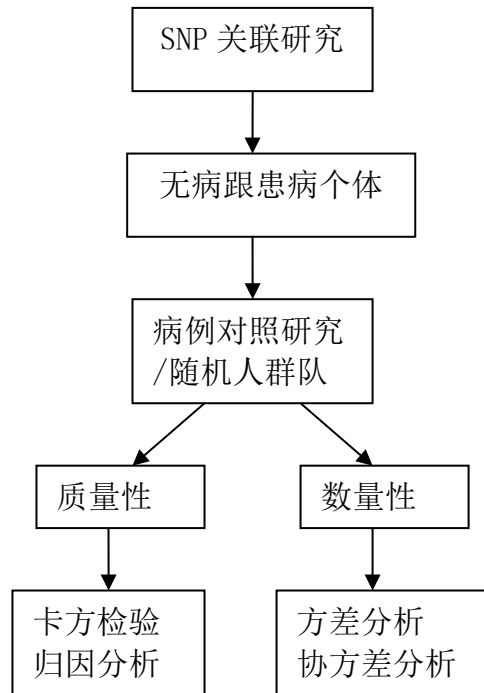 SNP 关联研究
无病跟患病个体
病例对照研究
/随机人群队
质量性
数量性
卡方检验
归因分析
方差分析
协方差分析